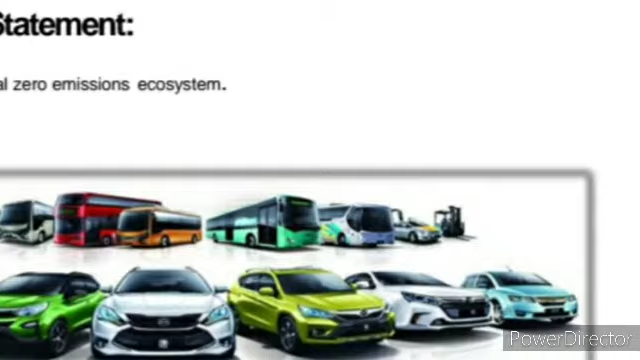 Statement:
al zero emissions ecosystem.
PowerDirector